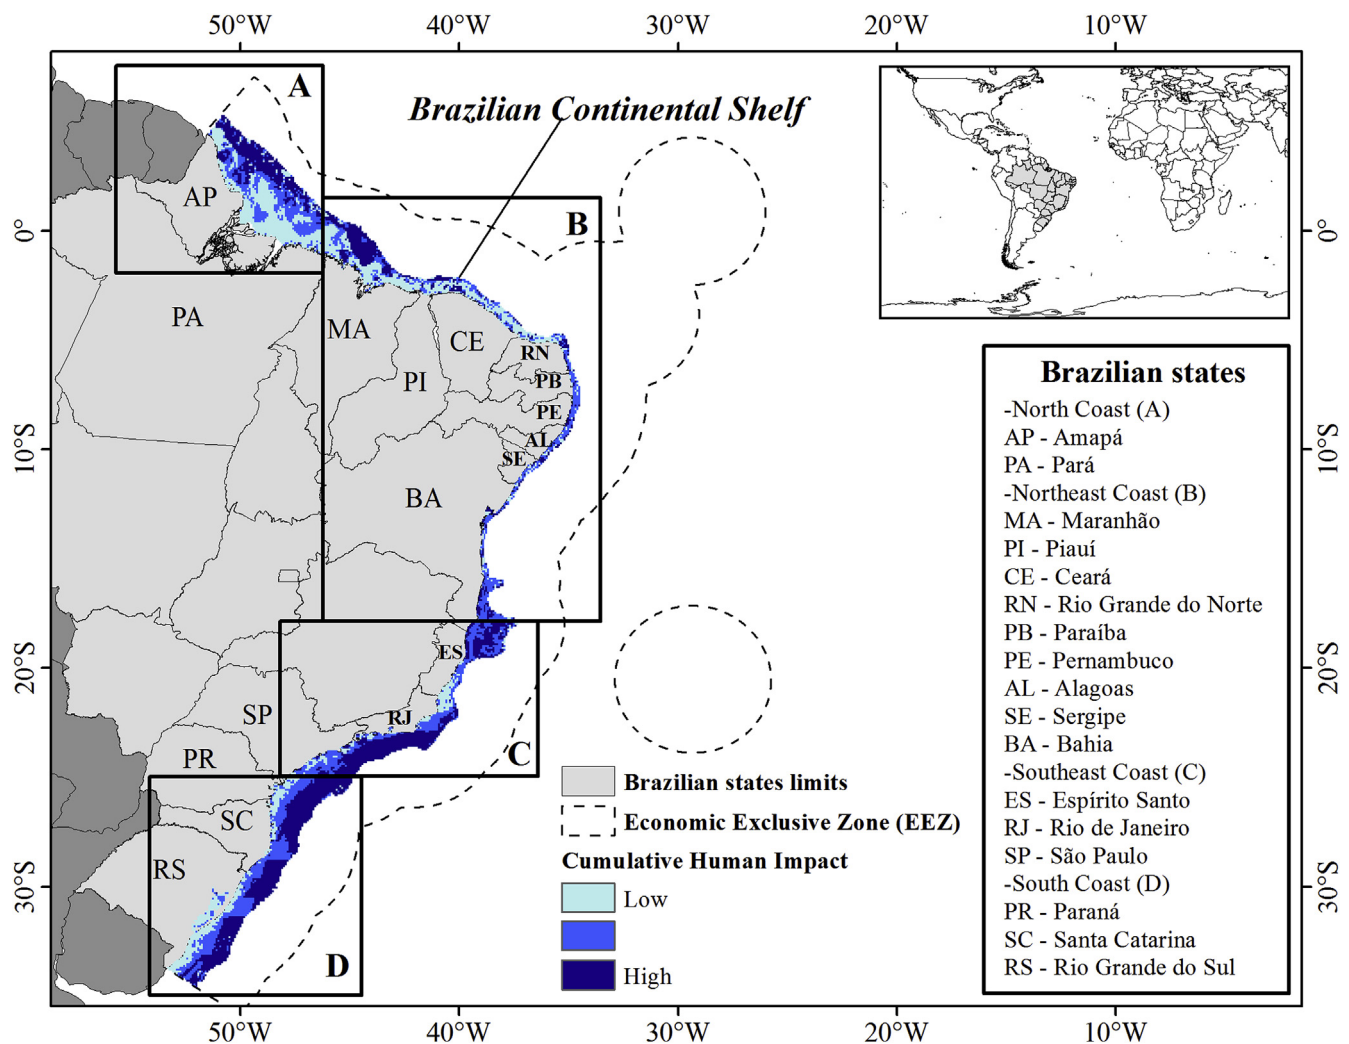 50°W 40°W 30°W 20°W 10°W
A
Brazilian Continental Shelf
AP
B
0°
0°
PA
MA
CE
RN
PI
PB
PE
AL
SE
BA
10°S
10°S
Brazilian states
-North Coast (A)
AP - Amapá
PA - Pará
-Northeast Coast (B)
MA - Maranhão
PI - Piauí
CE - Ceará
RN - Rio Grande do Norte
PB - Paraíba
PE - Pernambuco
AL - Alagoas
SE - Sergipe
BA - Bahia
-Southeast Coast (C)
ES - Espírito Santo
RJ - Rio de Janeiro
SP - São Paulo
-South Coast (D)
PR - Paraná
SC - Santa Catarina
RS - Rio Grande do Sul
ES
20°S
20°S
SP
RJ
PR
C
SC
RS
D
30°S
30°S
Brazilian states limits
Economic Exclusive Zone (EEZ)
Cumulative Human Impact
Low
High
50°W 40°W 30°W 20°W 10°W